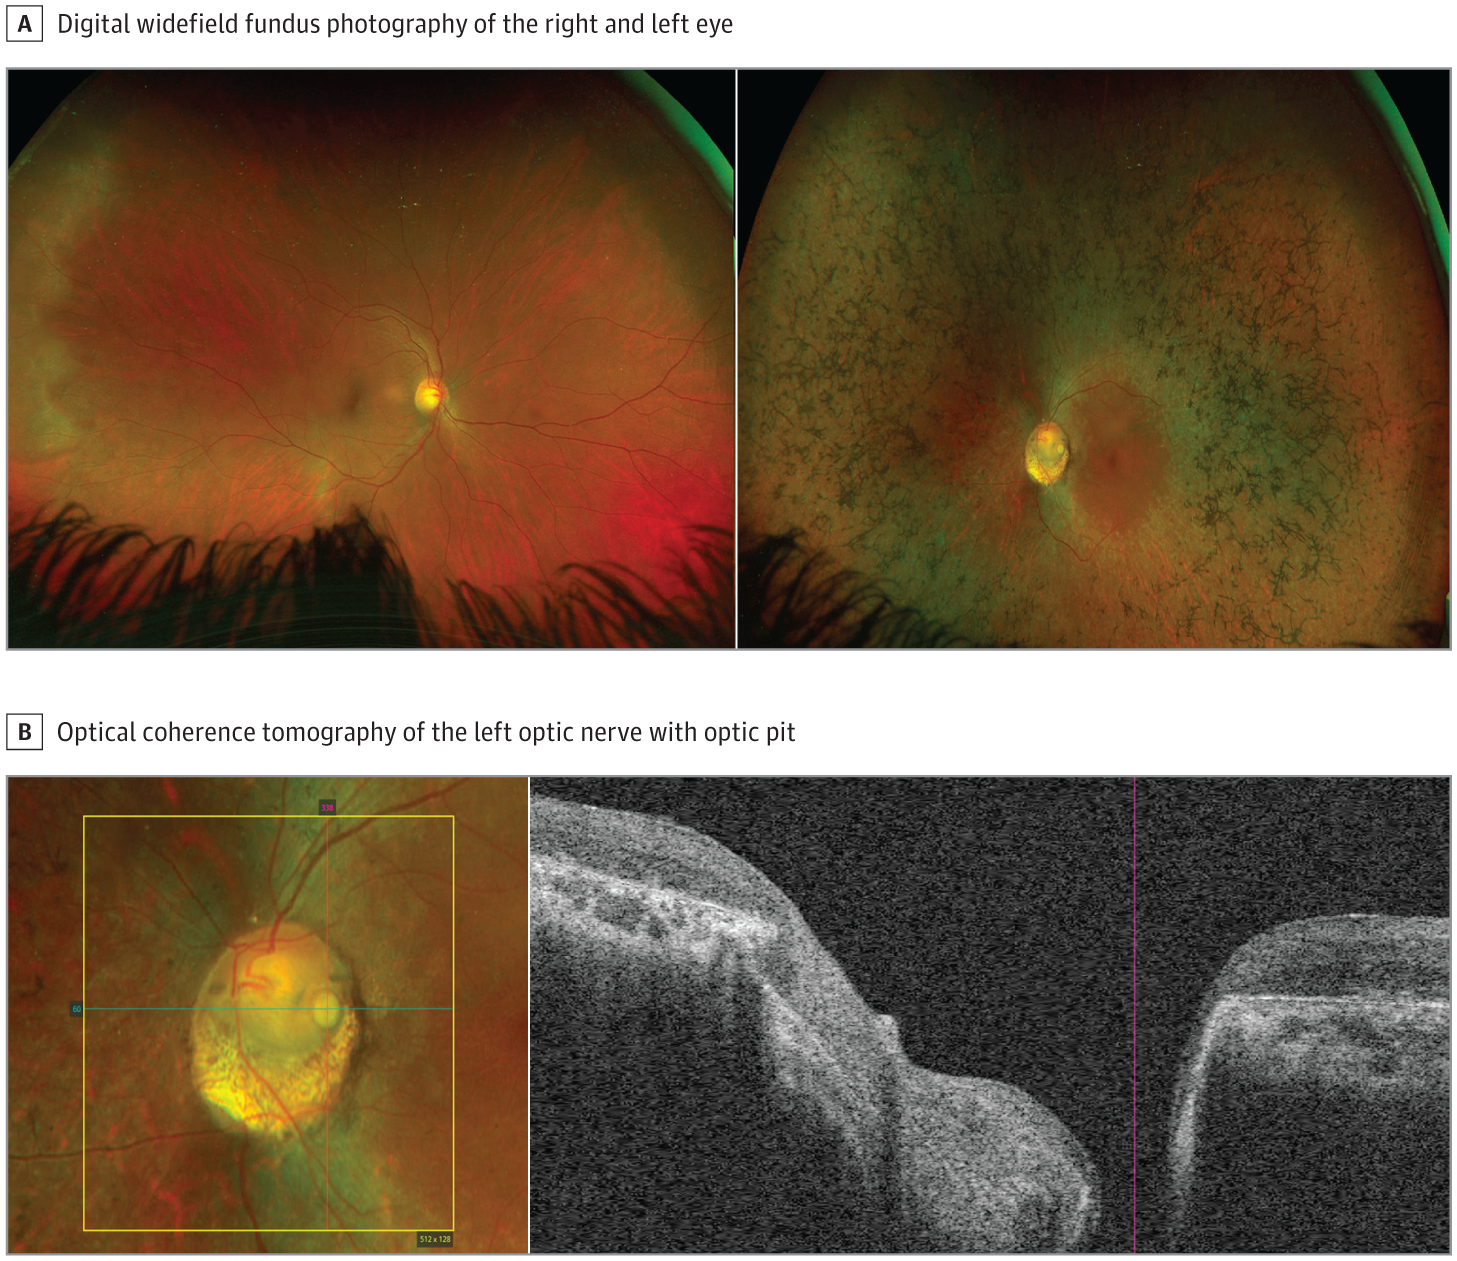 A Digital widefield fundus photography of the right and left eye
B Optical coherence tomography of the left optic nerve with optic pit
338
60
512 x 128